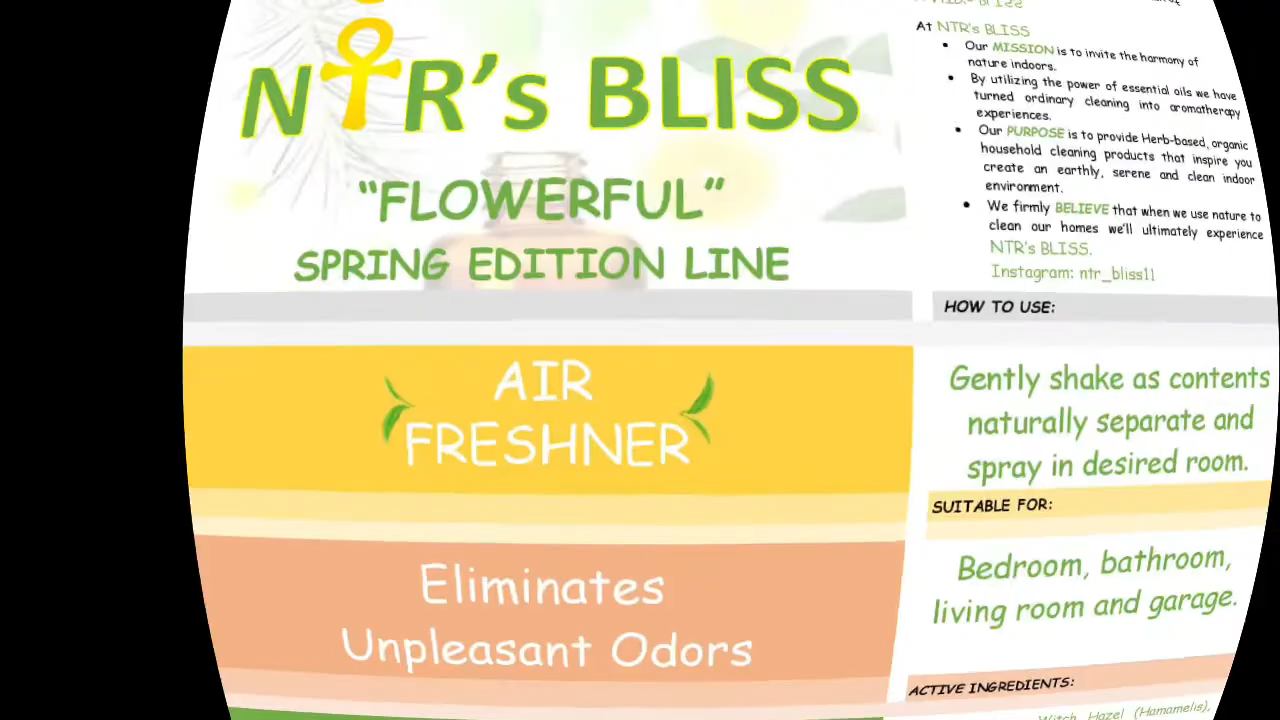 N☥R's BLISS
"FLOWERFUL"
SPRING EDITION LINE
AIR
FRESHNER
Eliminates
Unpleasant Odors
At NTR's BLISS
• Our MISSION is to invite the harmony of
nature indoors.
• By utilizing the power of essential oils we have
turned ordinary cleaning into aromatherapy
experiences.
• Our PURPOSE is to provide Herb-based, organic
household cleaning products that inspire you
create an earthly, serene and clean indoor
environment.
• We firmly BELIEVE that when we use nature to
clean our homes we'll ultimately experience
NTR's BLISS.
Instagram: ntr_bliss11
HOW TO USE:
Gently shake as contents
naturally separate and
spray in desired room.
SUITABLE FOR:
Bedroom, bathroom,
living room and garage.
ACTIVE INGREDIENTS:
Witch Hazel (Hamamelis),